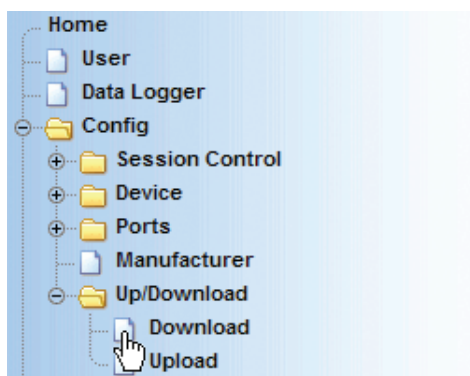 Home
User
Data Logger
Config
Session Control
Device
Ports
Manufacturer
Up/Download
Download
Upload